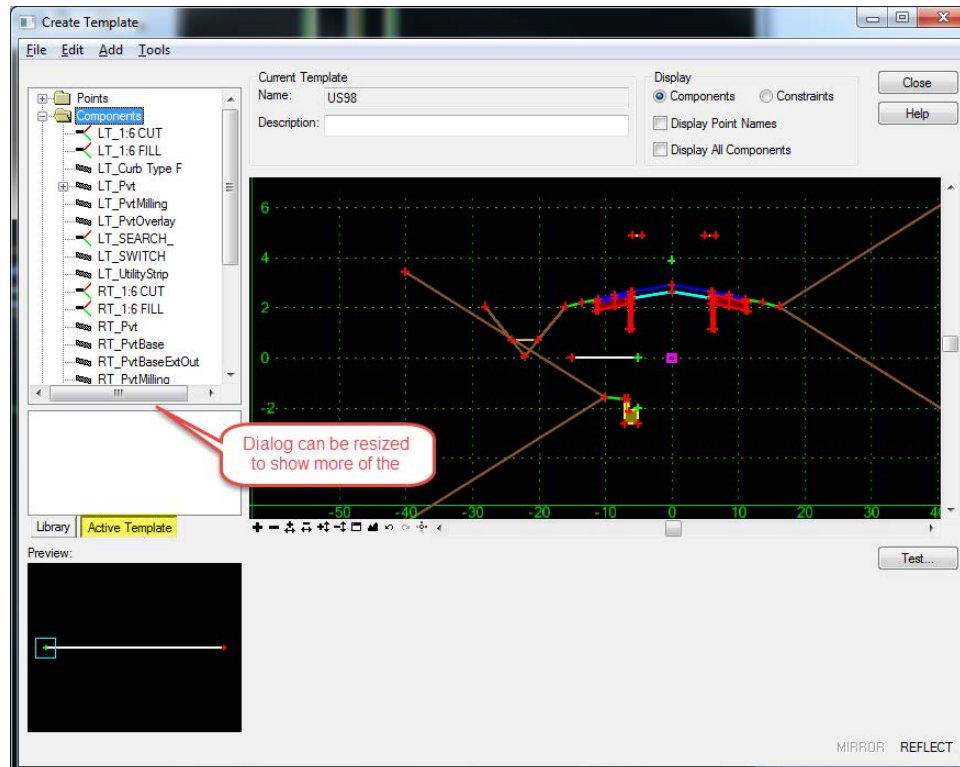 Create Template
File Edit Add Tools
Points
Components
LT_1:6 CUT
LT_1:6 FILL
LT_Curb Type F
LT_Pvt
LT_PvtMilling
LT_PvtOverlay
LT_SEARCH_
LT_SWITCH
LT_UtilityStrip
RT_1:6 CUT
RT_1:6 FILL
RT_Pvt
RT_PvtBase
RT_PvtBaseExtOut
RT_PvtMilling
Library Active Template
Preview:
Current Template
Name: US98
Description:
Display
Components Constraints
Display Point Names
Display All Components
Close
Help
6
4
2
0
-2
-50 -40 -30 -20 -10 0 10 20 30 4
Dialog can be resized
to show more of the
Test...
MIRROR REFLECT